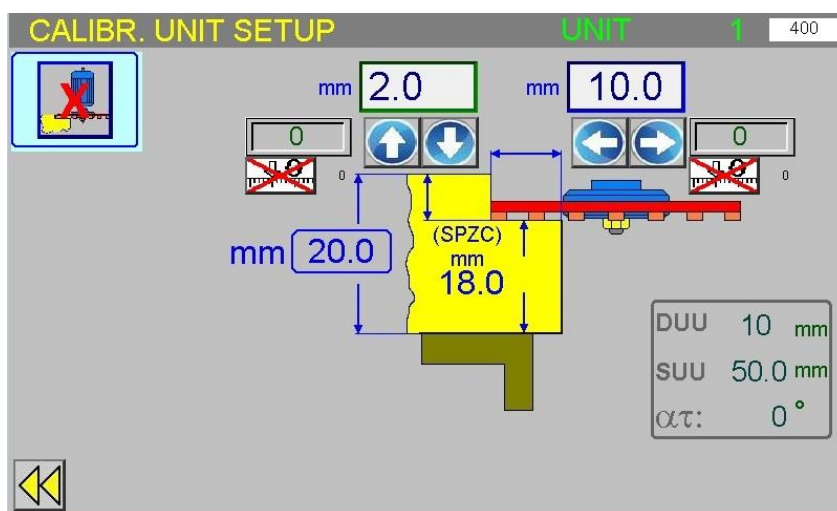 CALIBR. UNIT SETUP UNIT 1 400
mm 2.0 mm 10.0
0 0
0 0
mm 20.0
(SPZC)
mm
18.0
DUU 10 mm
SUU 50.0 mm
ατ: 0°